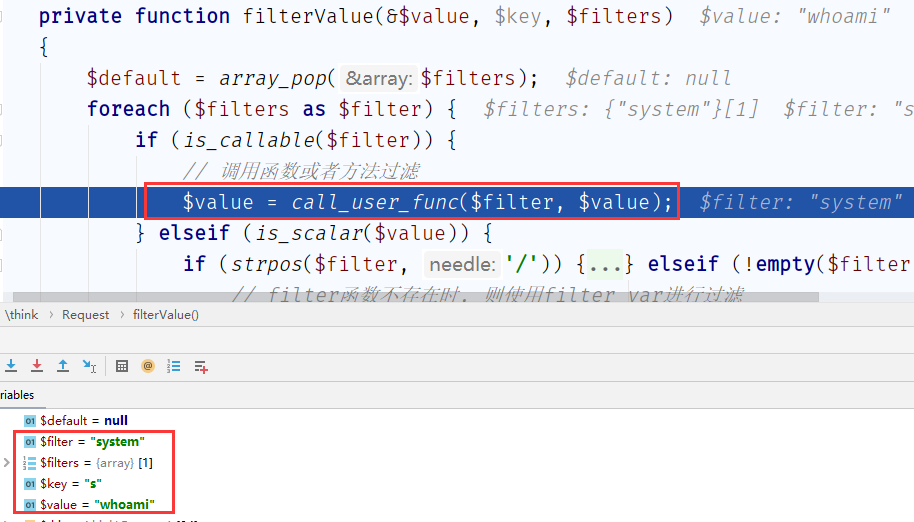 private function filterValue(&$value, $key, $filters)  $value: "whoami"
{
$default = array_pop( &array: $filters);  $default: null
foreach ($filters as $filter) {  $filters: {"system"}[1]  $filter: "s
if (is_callable($filter)) {
// 调用函数或者方法过滤
$value = call_user_func($filter, $value);  $filter: "system"
} elseif (is_scalar($value)) {
if (strpos($filter, needle: '/')) {...} elseif (!empty($filter
// filter函数不存在时, 则使用filter_var进行过滤
\think > Request > filterValue()
riables
$default = null
$filter = "system"
$filters = {array} [1]
$key = "s"
$value = "whoami"